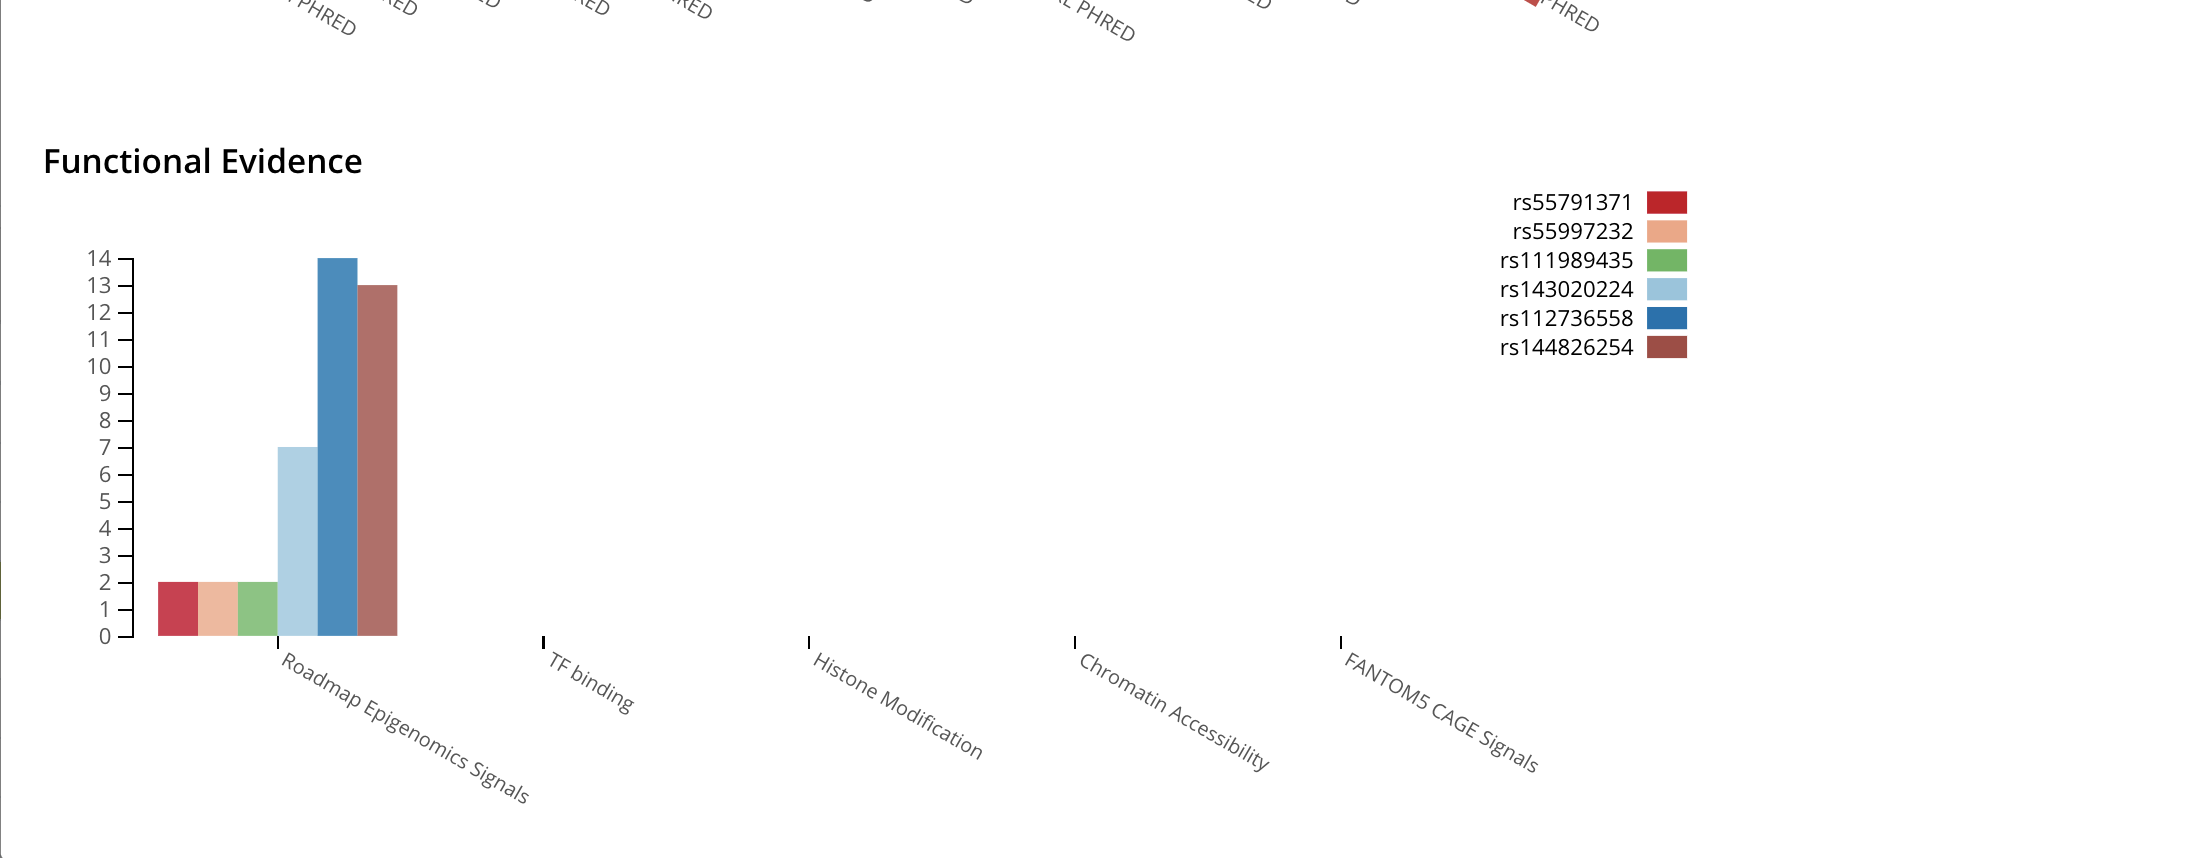 PHRED
PHRED
PHRED
Functional Evidence
rs55791371
rs55997232
rs111989435
rs143020224
rs112736558
rs144826254
14
13
12
11
10
9
8
7
6
5
4
3
2
1
0
Roadmap Epigenomics Signals
TF binding
Histone Modification
Chromatin Accessibility
FANTOM5 CAGE Signals